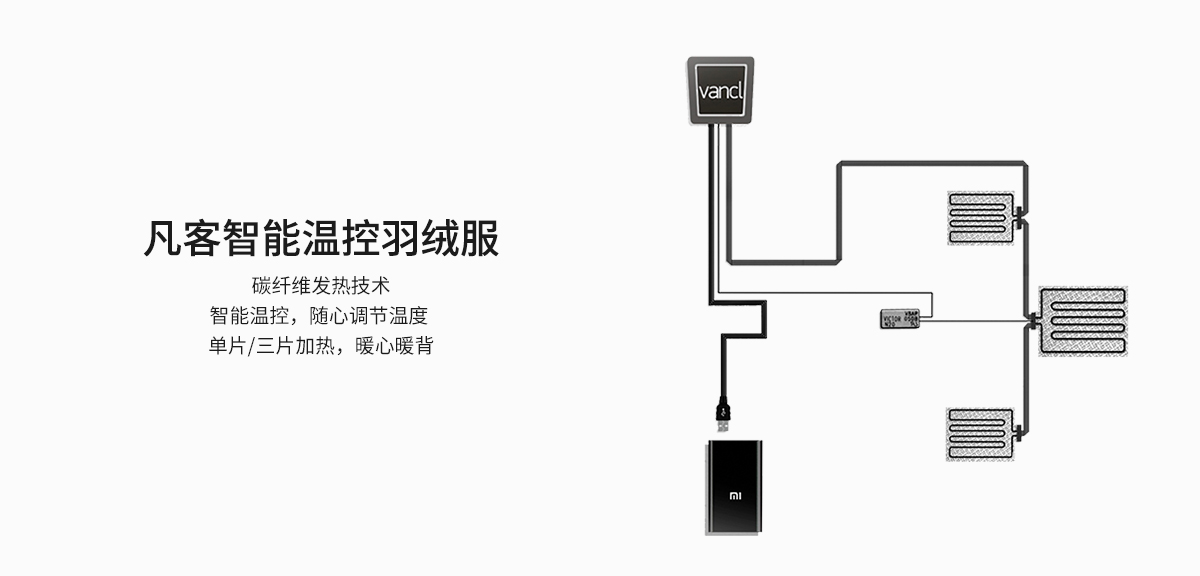 vancl
凡客智能温控羽绒服
碳纤维发热技术
智能温控，随心调节温度
单片/三片加热，暖心暖背
VICTOR
N20
mi